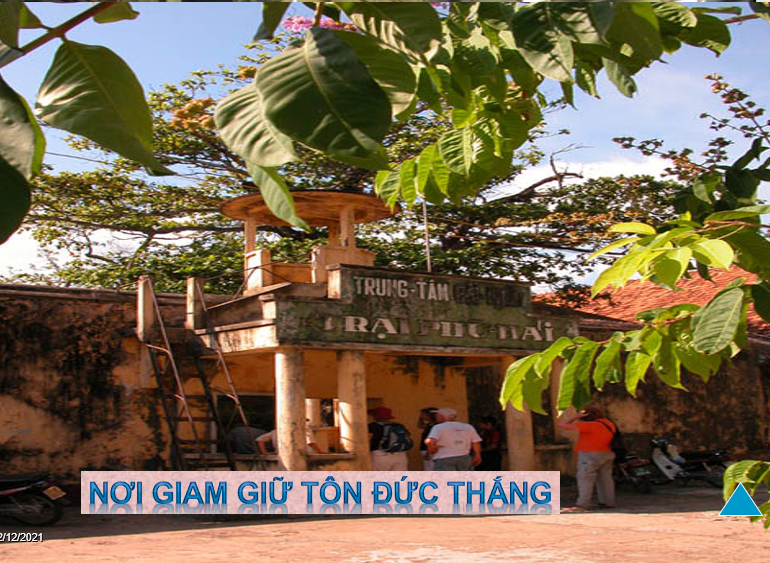 TRUNG-TÂM
TRẠI PHÚ-HẢI
NƠI GIAM GIỮ TÔN ĐỨC THẮNG
2/12/2021